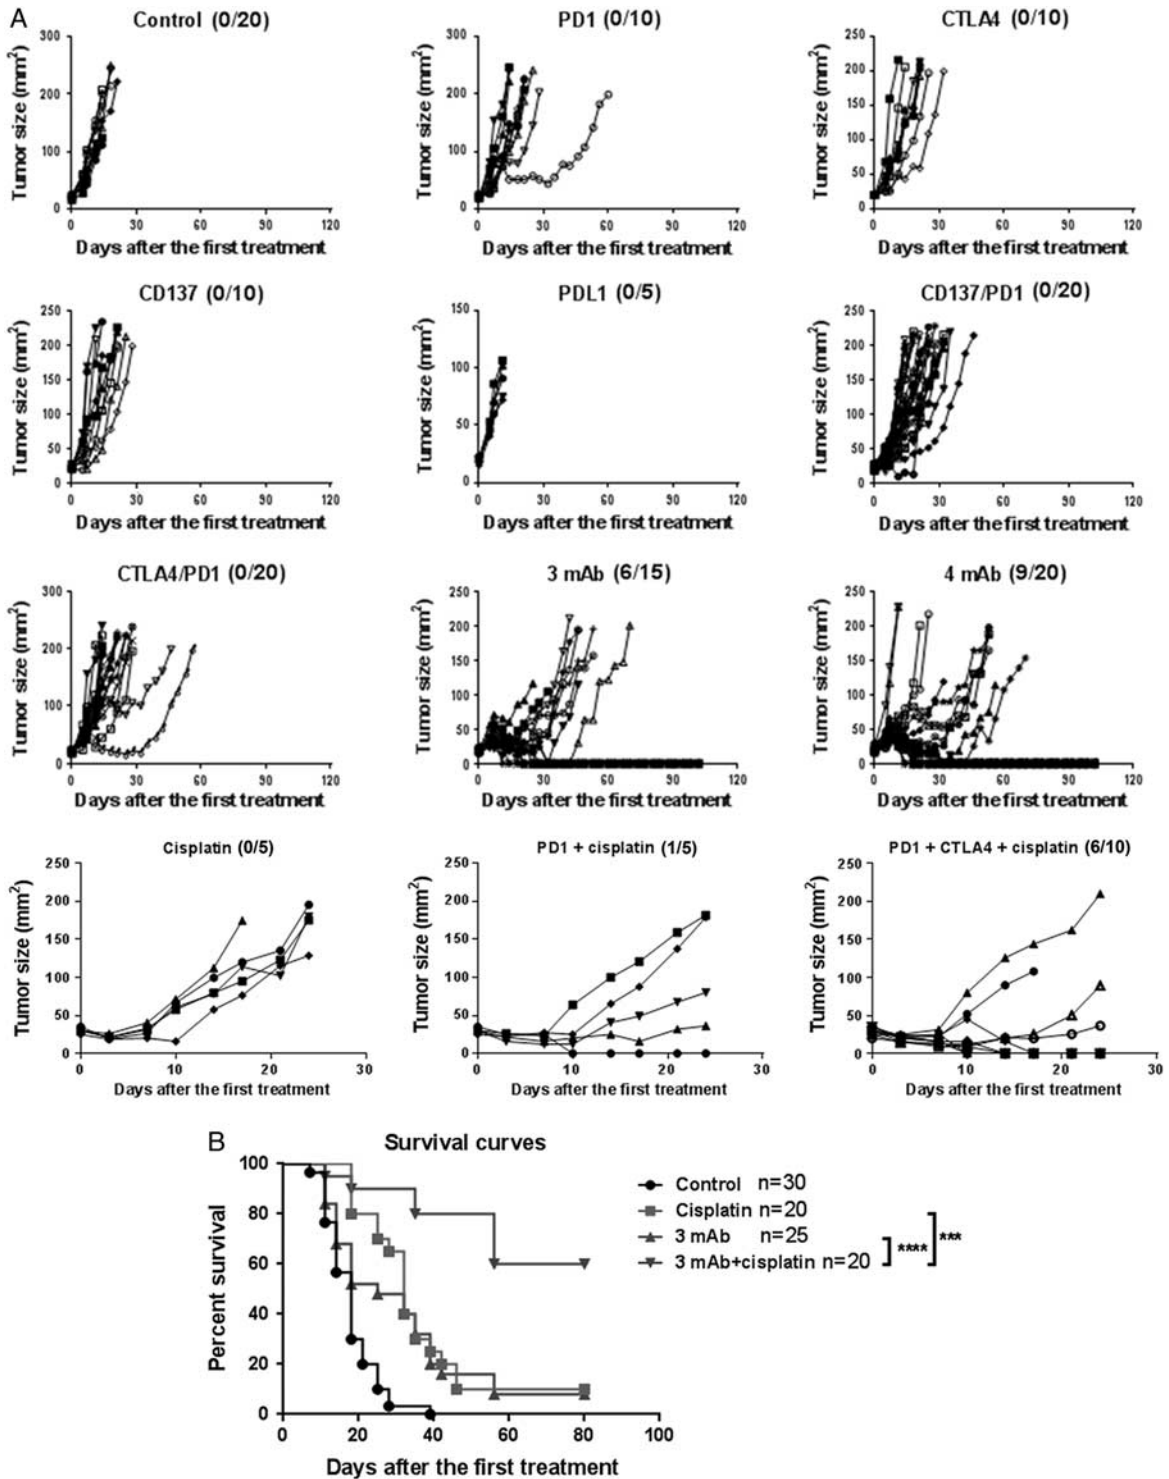 A
Control (0/20)
PD1 (0/10)
CTLA4 (0/10)
Tumor size (mm²)
300
200
100
0
0 30 60 90 120
Days after the first treatment
Tumor size (mm²)
300
200
100
0
0 30 60 90 120
Days after the first treatment
Tumor size (mm²)
250
200
150
100
50
0
0 30 60 90 120
Days after the first treatment
CD137 (0/10)
PDL1 (0/5)
CD137/PD1 (0/20)
Tumor size (mm²)
250
200
150
100
50
0
0 30 60 90 120
Days after the first treatment
Tumor size (mm²)
150
100
50
0
0 30 60 90 120
Days after the first treatment
Tumor size (mm²)
250
200
150
100
50
0
0 30 60 90 120
Days after the first treatment
CTLA4/PD1 (0/20)
3 mAb (6/15)
4 mAb (9/20)
Tumor size (mm²)
300
200
100
0
0 30 60 90 120
Days after the first treatment
Tumor size (mm²)
250
200
150
100
50
0
0 30 60 90 120
Days after the first treatment
Tumor size (mm²)
250
200
150
100
50
0
0 30 60 90 120
Days after the first treatment
Cisplatin (0/5)
PD1 + cisplatin (1/5)
PD1 + CTLA4 + cisplatin (6/10)
Tumor size (mm²)
250
200
150
100
50
0
0 10 20 30
Days after the first treatment
Tumor size (mm²)
250
200
150
100
50
0
0 10 20 30
Days after the first treatment
Tumor size (mm²)
250
200
150
100
50
0
0 10 20 30
Days after the first treatment
B
Survival curves
Percent survival
100
80
60
40
20
0
0 20 40 60 80 100
Days after the first treatment
Control n=30
Cisplatin n=20
3 mAb n=25
3 mAb+cisplatin n=20
****
***